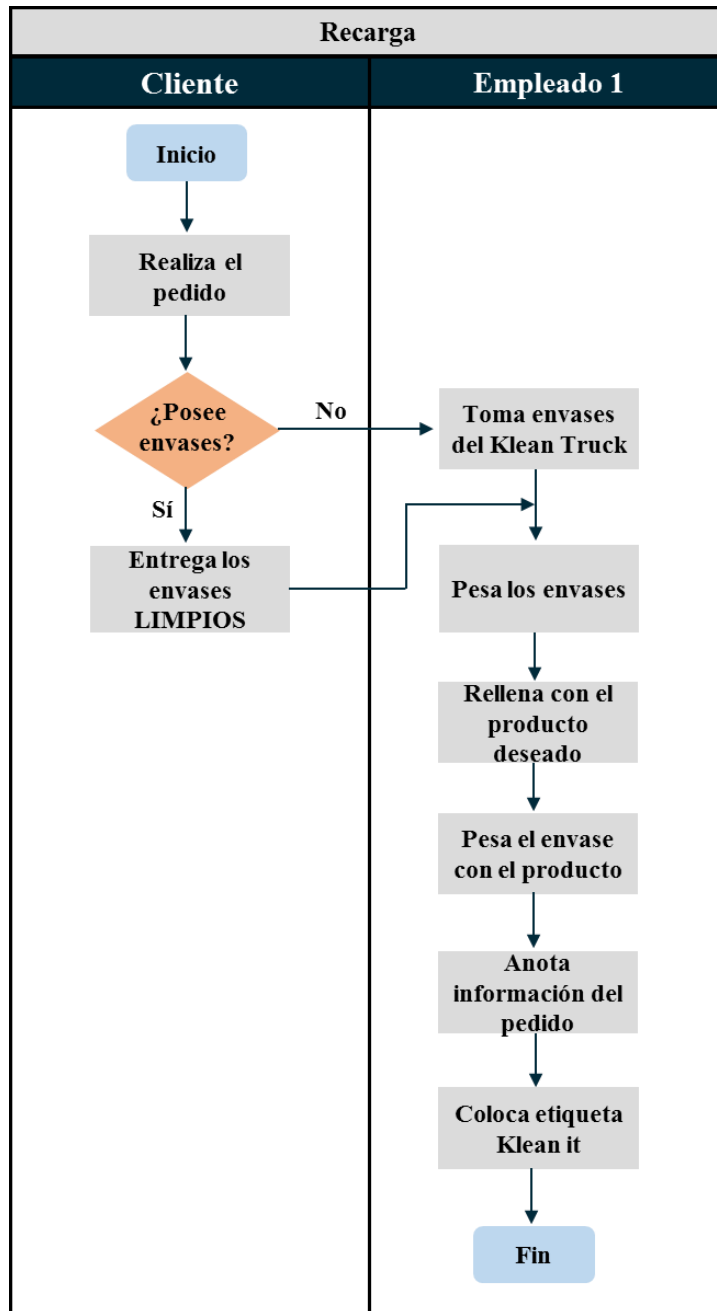 Recarga
Cliente
Empleado 1
Inicio
Realiza el
pedido
¿Posee
envases?
No
Toma envases
del Klean Truck
Sí
Entrega los
envases
LIMPIOS
Pesa los envases
Rellena con el
producto
deseado
Pesa el envase
con el producto
Anota
información del
pedido
Coloca etiqueta
Klean it
Fin